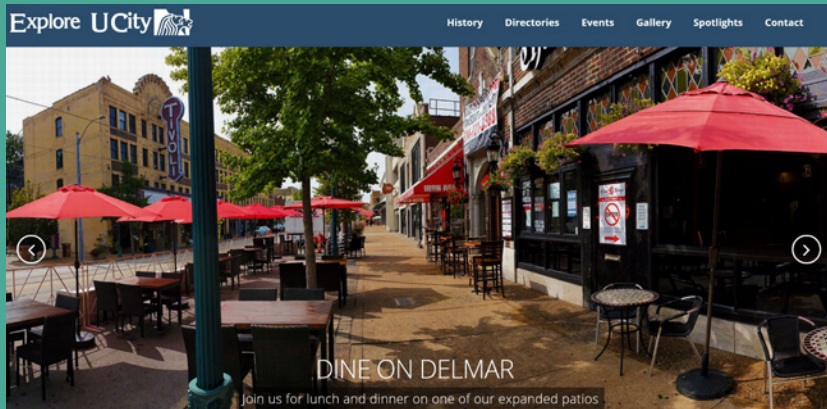 Explore UCity
History Directories Events Gallery Spotlights Contact
TIVOLI
DINE ON DELMAR
Join us for lunch and dinner on one of our expanded patios